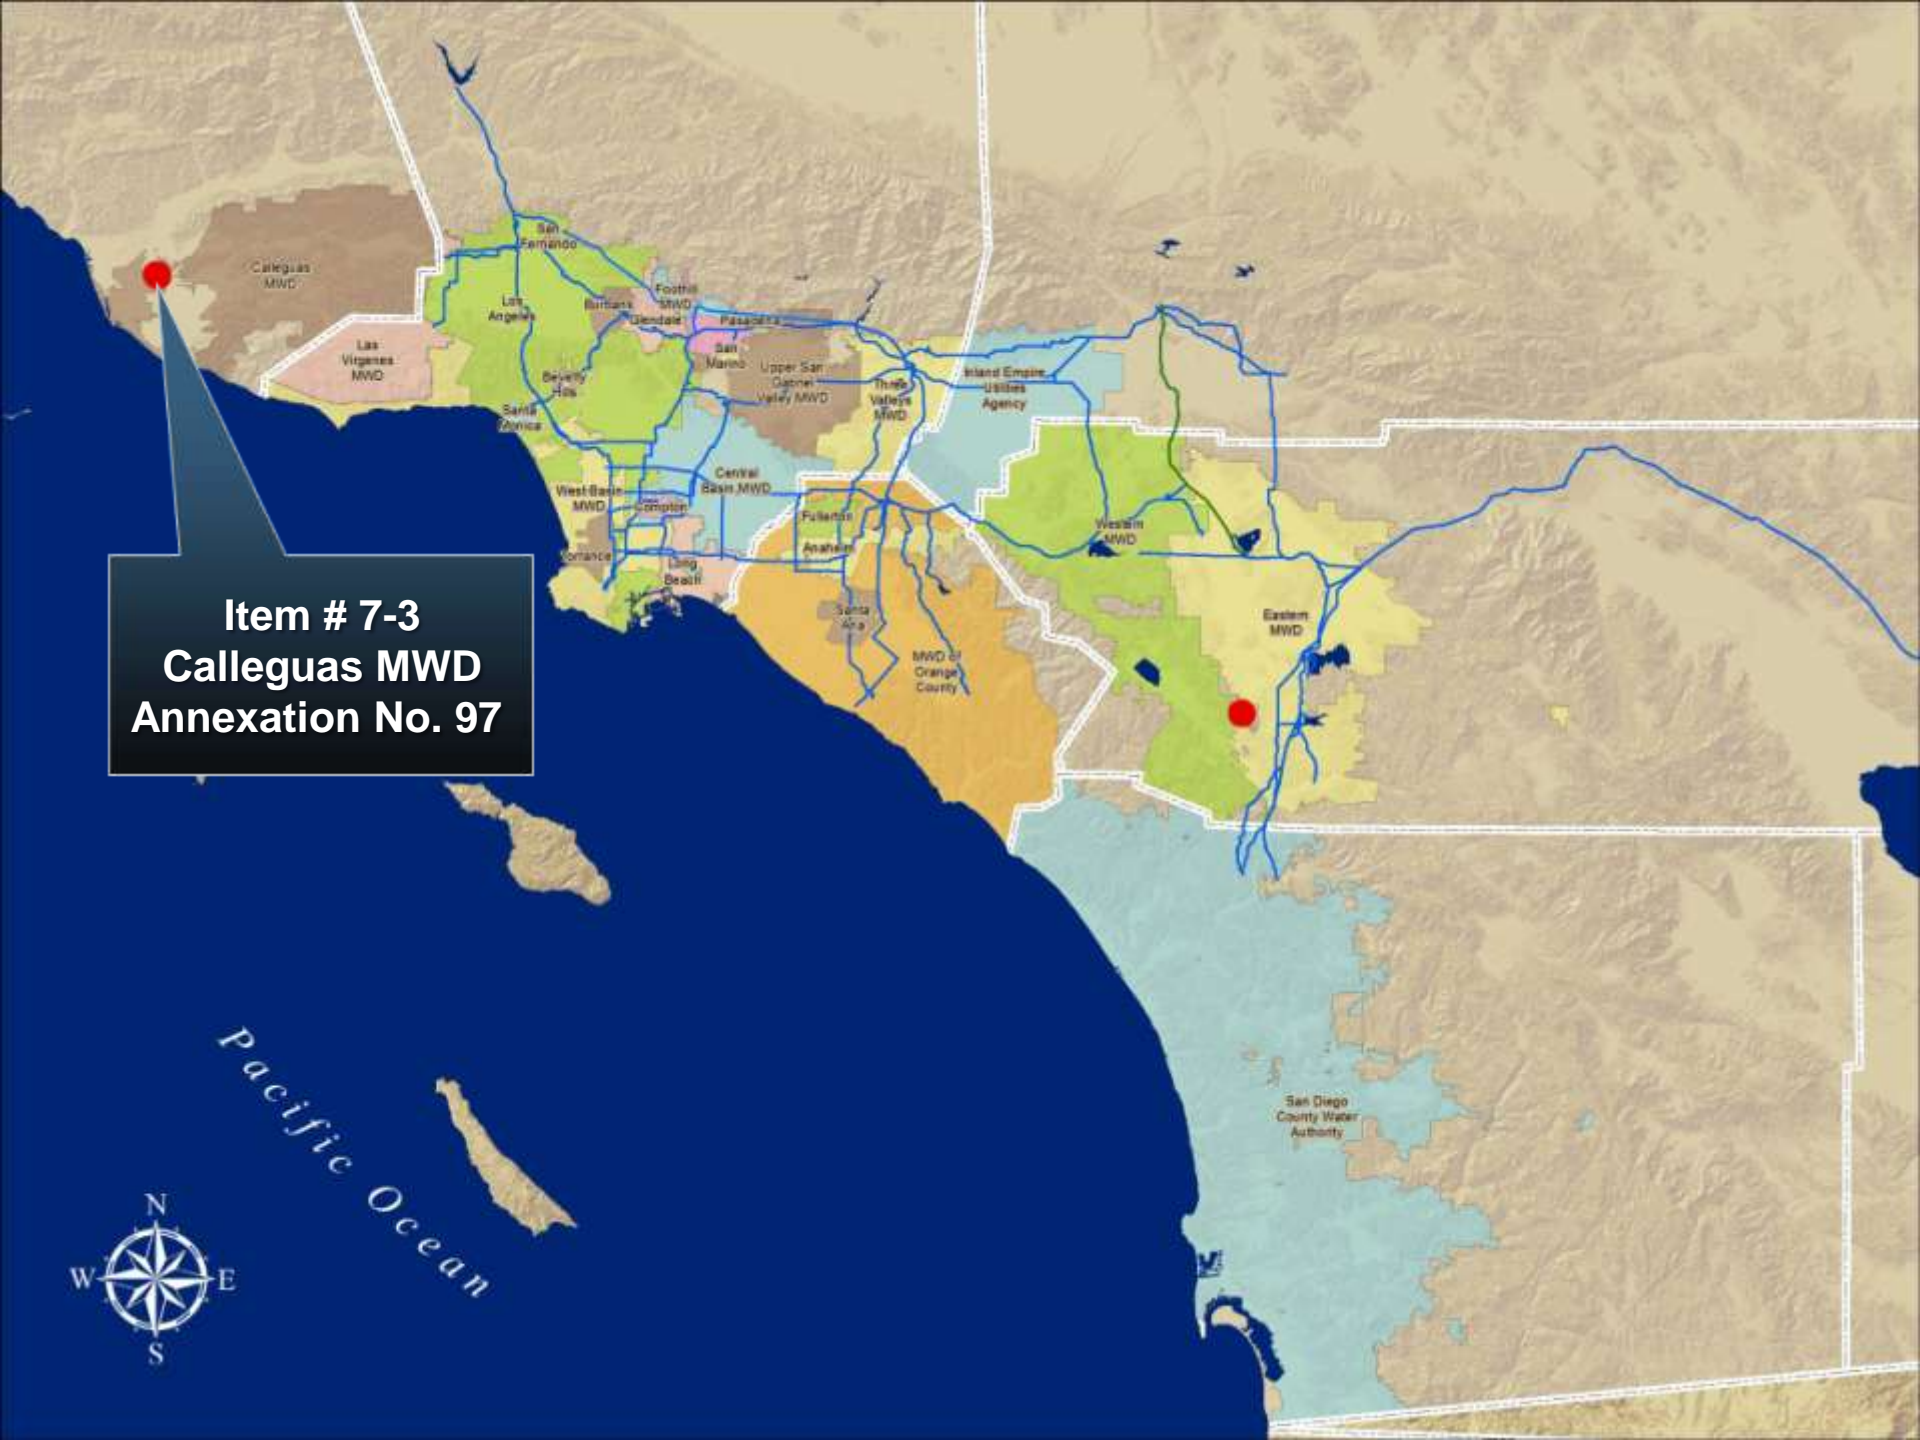 San
Fernando
Calleguas
MWD
Los
Angeles
Burbank
Glendale
Foothill
MWD
Pasadena
San
Marino
Las
Virgenes
MWD
Beverly
Hills
Santa
Monica
Upper San
Gabriel
Valley MWD
Three
Valleys
MWD
Inland Empire
Utilities
Agency
Central
Basin MWD
West Basin
MWD
Compton
Torrance
Long
Beach
Fullerton
Anaheim
Santa
Ana
MWD of
Orange
County
Western
MWD
Eastern
MWD
Item # 7-3
Calleguas MWD
Annexation No. 97
San Diego
County Water
Authority
Pacific Ocean
N
W E
S